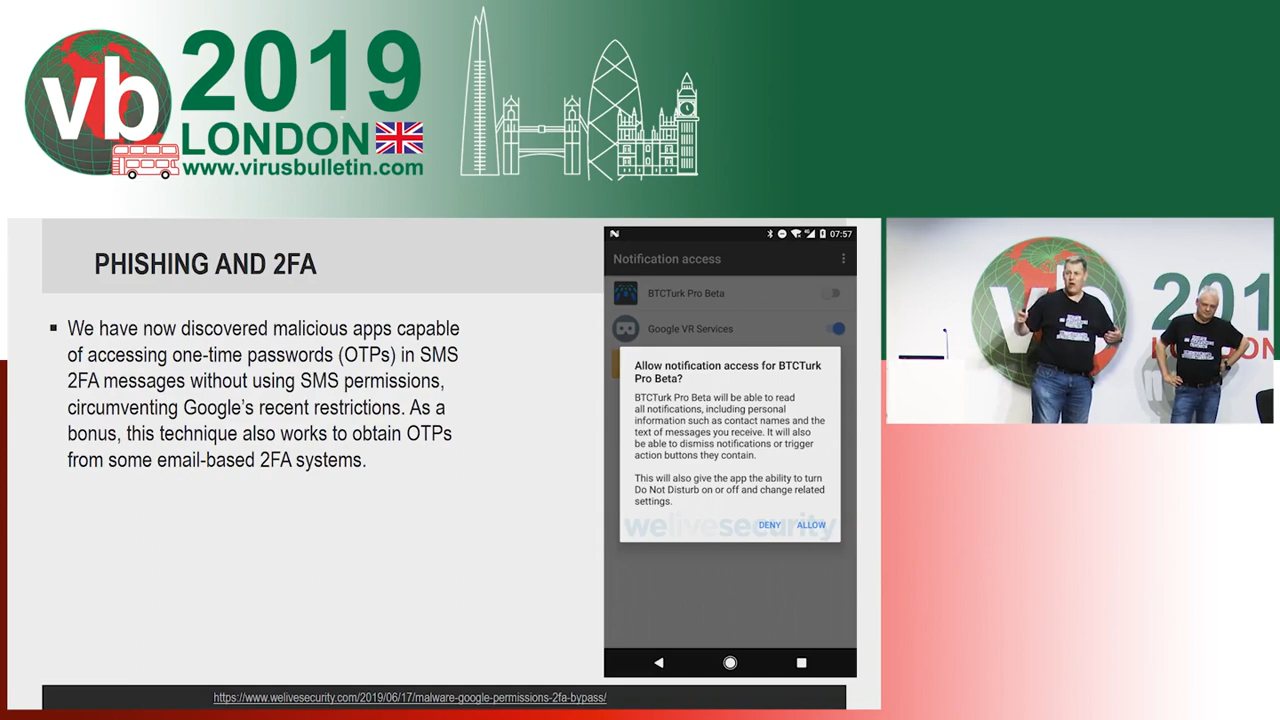 vb
2019
LONDON
www.virusbulletin.com
PHISHING AND 2FA
We have now discovered malicious apps capable
of accessing one-time passwords (OTPs) in SMS
2FA messages without using SMS permissions,
circumventing Google's recent restrictions. As a
bonus, this technique also works to obtain OTPs
from some email-based 2FA systems.
https://www.welivesecurity.com/2019/06/17/malware-google-permissions-2fa-bypass/
07:57
Notification access
BTCTurk Pro Beta
Google VR Services
Allow notification access for BTCTurk
Pro Beta?
BTCTurk Pro Beta will be able to read
all notifications, including personal
information such as contact names and the
text of messages you receive. It will also
be able to dismiss notifications or trigger
action buttons they contain.
This will also give the app the ability to turn
Do Not Disturb on or off and change related
settings.
welivesecurity
DENY ALLOW
vb
201
LONDON